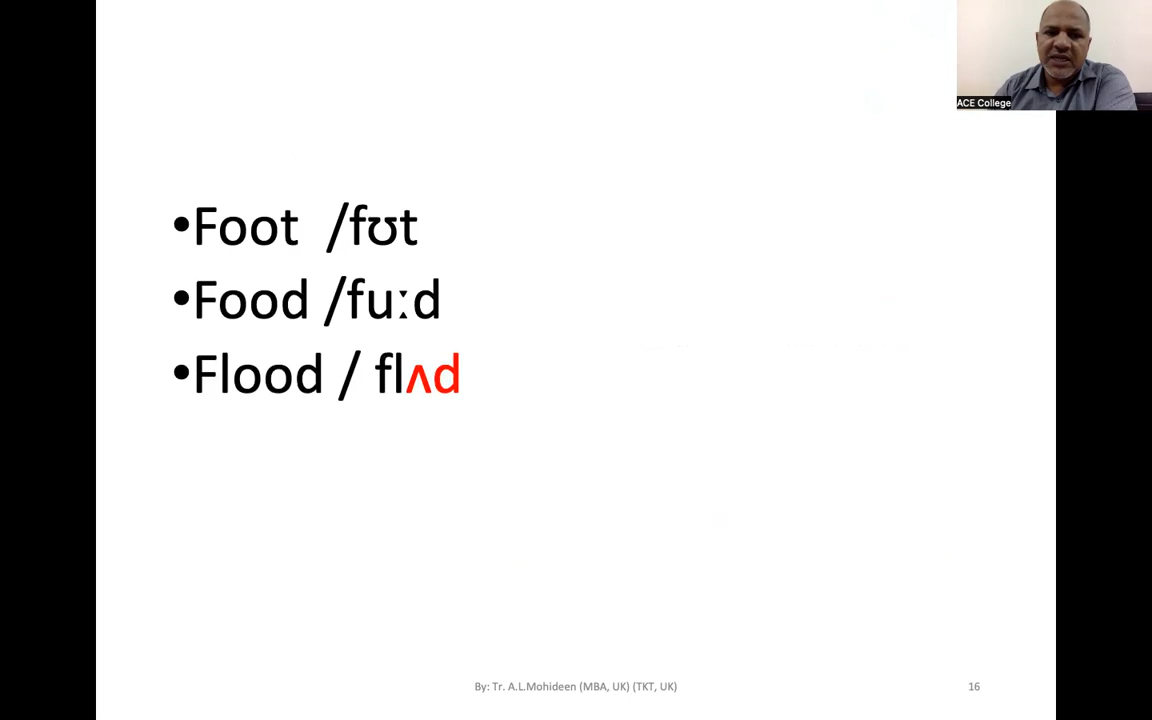 ACE College
•Foot /fʊt
•Food /fuːd
•Flood / flʌd
By: Tr. A.L.Mohideen (MBA, UK) (TKT, UK)
16